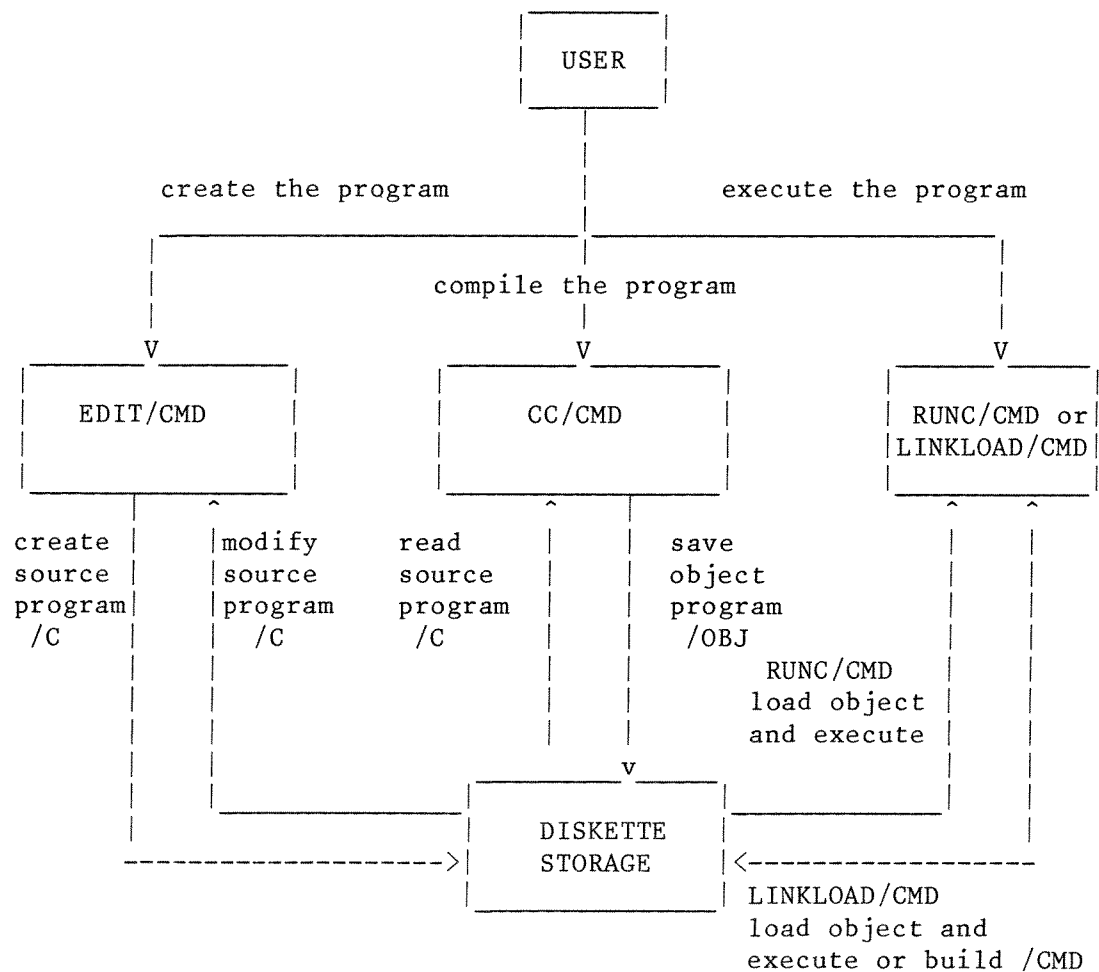 USER
create the program
execute the program
compile the program
EDIT/CMD
CC/CMD
RUNC/CMD or
LINKLOAD/CMD
create
source
program
/C
modify
source
program
/C
read
source
program
/C
save
object
program
/OBJ
RUNC/CMD
load object
and execute
DISKETTE
STORAGE
LINKLOAD/CMD
load object and
execute or build /CMD